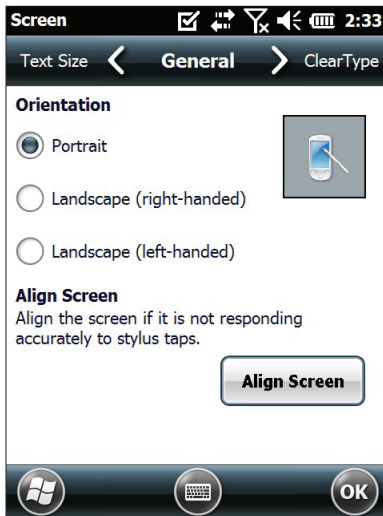 Screen 2:33
Text Size General ClearType
Orientation
Portrait
Landscape (right-handed)
Landscape (left-handed)
Align Screen
Align the screen if it is not responding
accurately to stylus taps.
Align Screen
OK